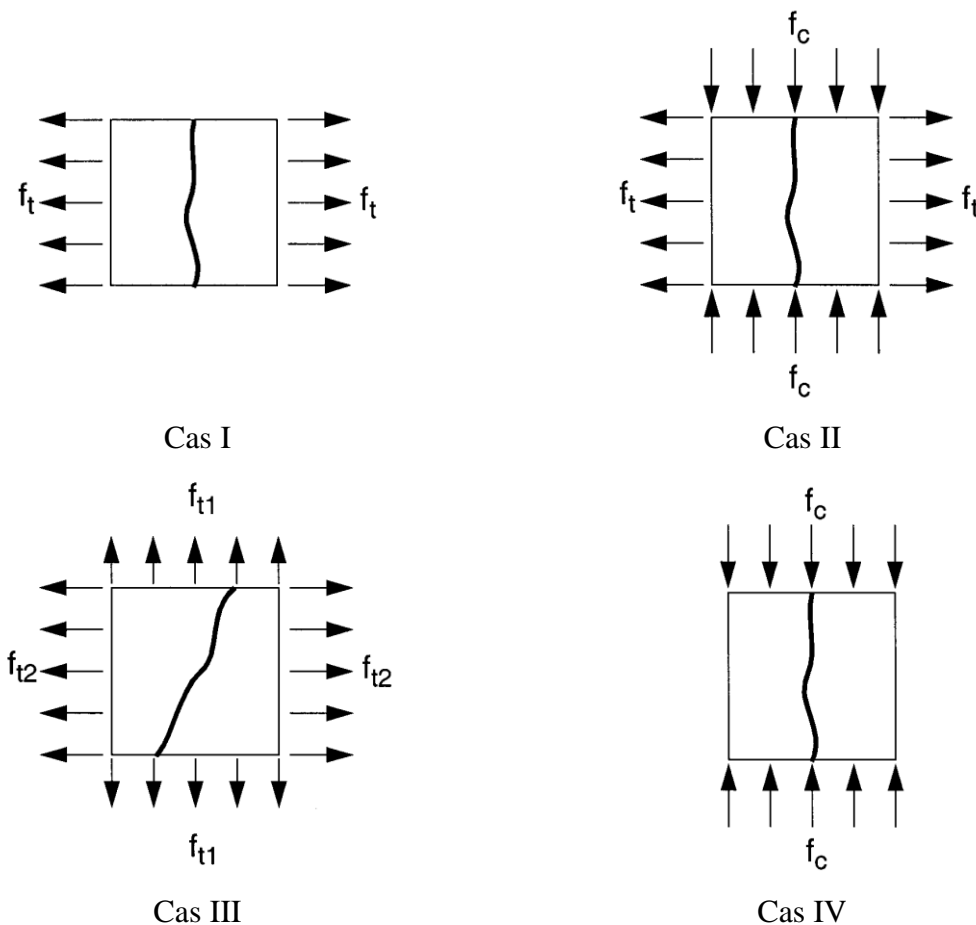 f_c
f_t f_t
f_t f_t
f_c
Cas I Cas II
f_t1
f_c
f_t2 f_t2
f_t1
f_c
Cas III Cas IV